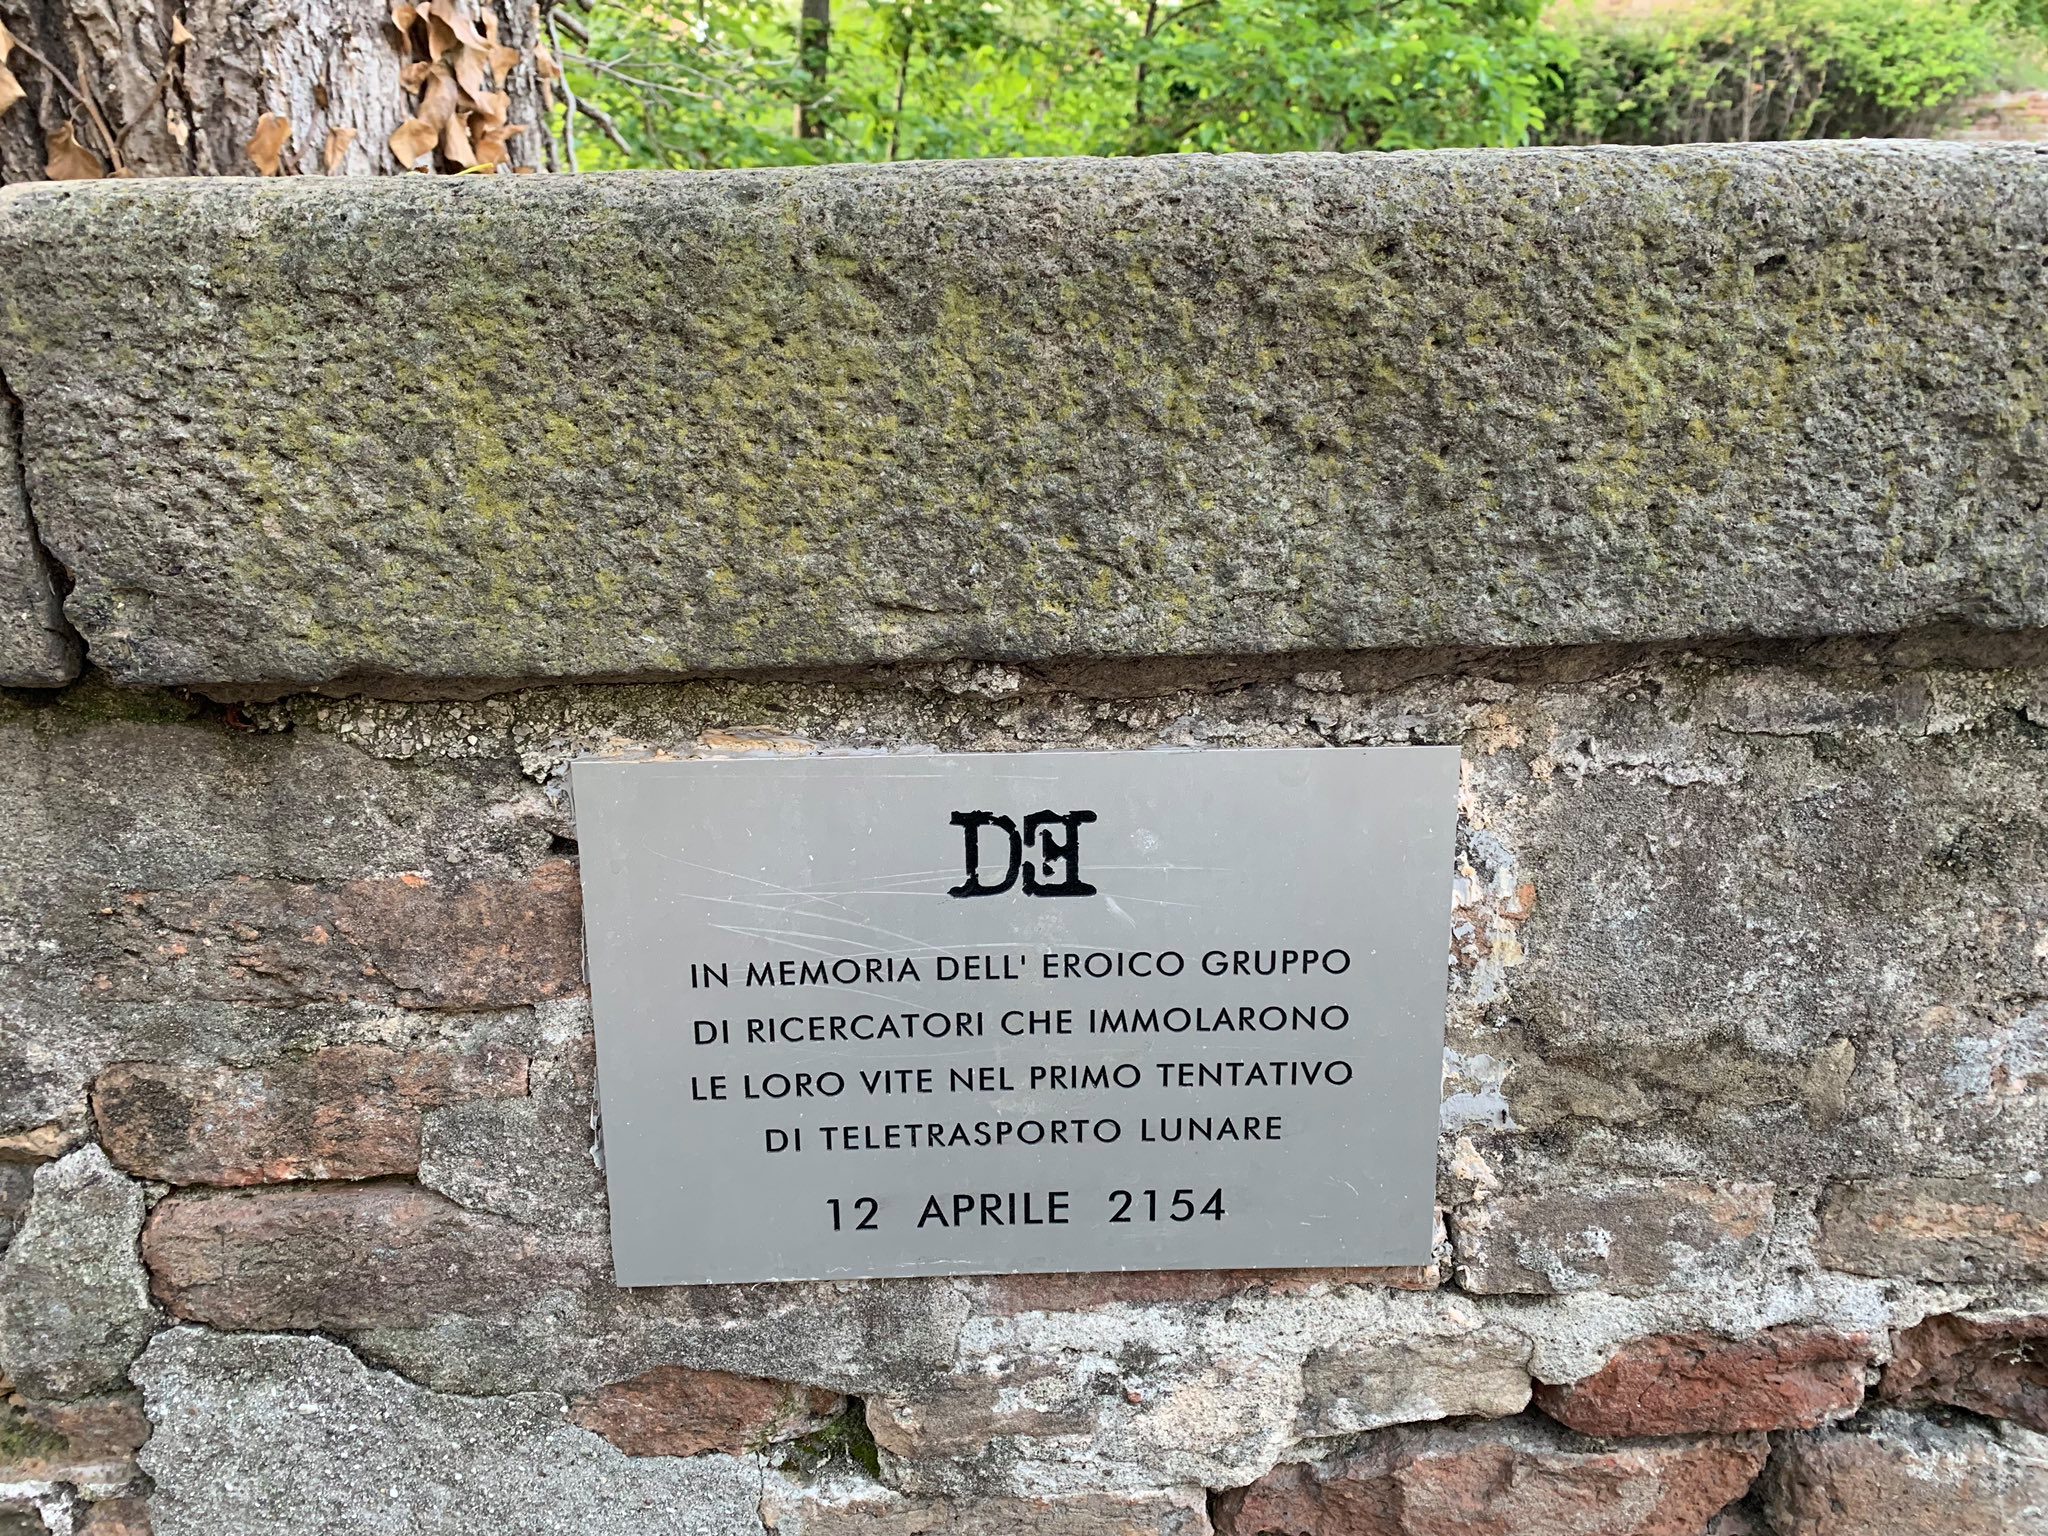 DE
IN MEMORIA DELL' EROICO GRUPPO
DI RICERCATORI CHE IMMOLARONO
LE LORO VITE NEL PRIMO TENTATIVO
DI TELETRASPORTO LUNARE
12 APRILE 2154